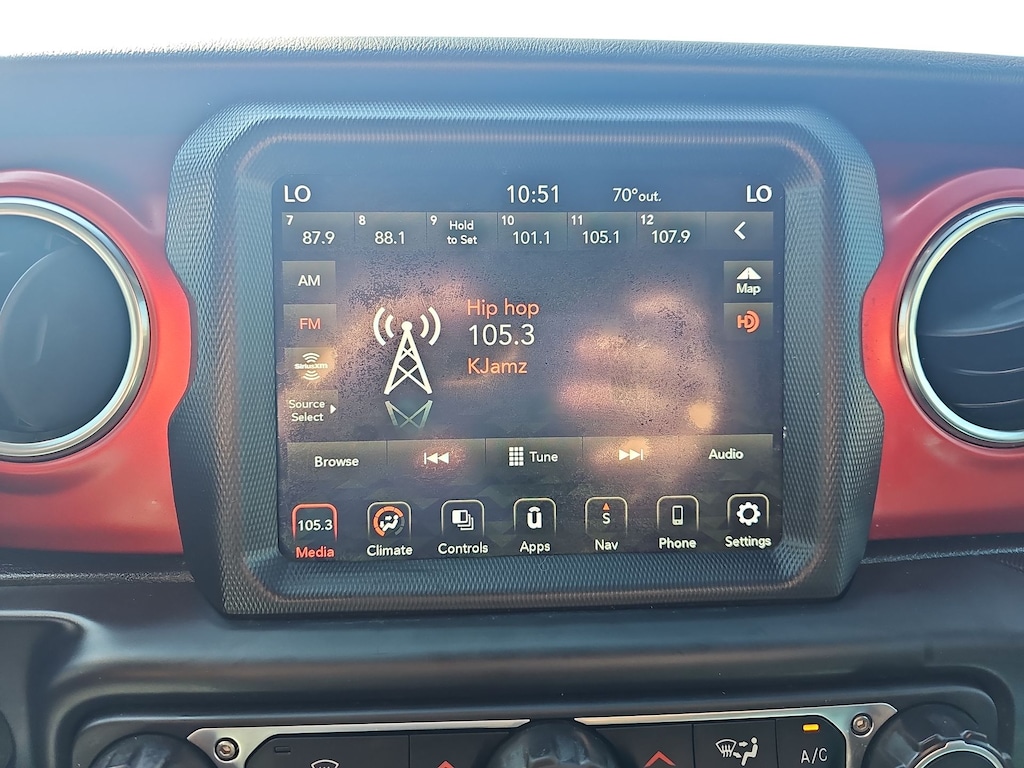 LO 10:51 70°out. LO
7 87.9 8 88.1 9 Hold to Set 10 101.1 11 105.1 12 107.9
AM
Map
FM
Hip hop
105.3
KJamz
HD
SiriusXM
Source
Select
Browse Tune Audio
105.3 S
Media Climate Controls Apps Nav Phone Settings
A/C